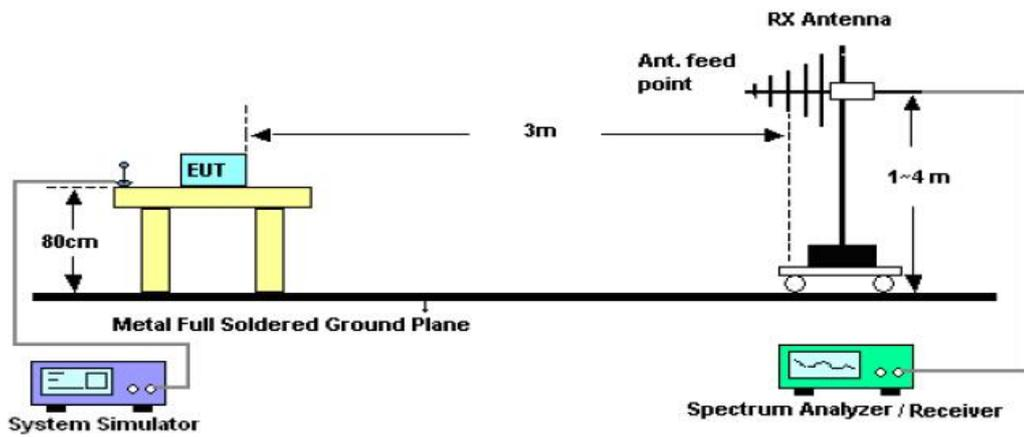 RX Antenna
Ant. feed
point
3m
EUT
1~4 m
80cm
Metal Full Soldered Ground Plane
System Simulator
Spectrum Analyzer / Receiver